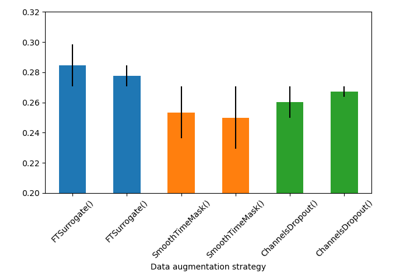 0.32
0.30
0.28
0.26
0.24
0.22
0.20
FTSurrogate()
FTSurrogate()
SmoothTimeMask()
SmoothTimeMask()
ChannelsDropout()
ChannelsDropout()
Data augmentation strategy